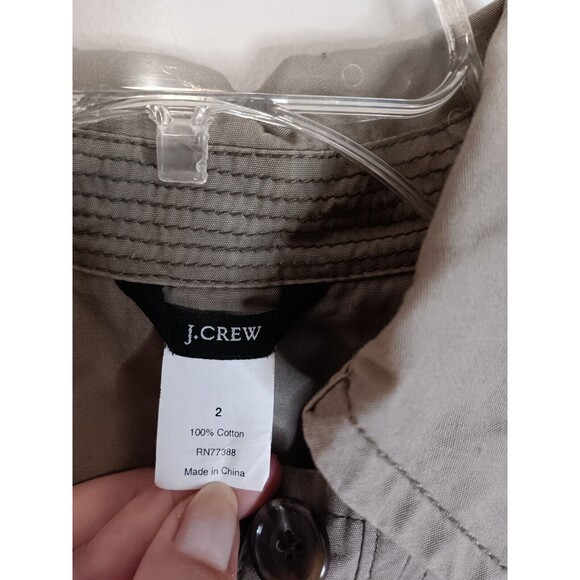 J.CREW
2
100% Cotton
RN77388
Made in China